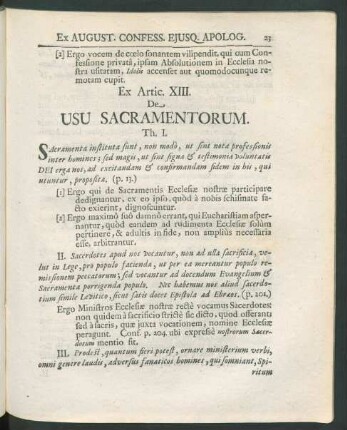 Ex AUGUST. CONFESS. EJUSQ. APOLOG. 23
[2] Ergo vocem de cœlo sonantem vilipendit, qui cum Con-
fessione privatâ, ipsam Absolutionem in Ecclesia no-
stra usitatam, accenset aut quomodocunque re-
motam cupit.
Ex Artic. XIII.
De
USU SACRAMENTORUM.
Th. I.
Sacramenta instituta sunt, non modò, ut sint nota professionis
inter homines; sed magis, ut sint signa & testimonia voluntatis
DEI erga nos, ad excitandam & confirmandam fidem in his, qui
utuntur, proposita. (p. 13.)
[1] Ergo qui de Sacramentis Ecclesiæ nostræ participare
dedignantur, ex eo ipso, quòd à nobis schismate fa-
cto exierint, dignoscuntur.
[2] Ergo maximò suô damnô errant, qui Euchatistiam asper-
nantur, quòd eandem ad rudimenta Ecclesiæ solùm
pertinere, & adultis in fide, non ampliùs necessaria
esse, arbitrantur.
II. Sacerdotes apud nos vocantur, non ad ulla sacrificia, ve-
lut in Lege, pro populo facienda, ut per ea mereantur populo re-
missionem peccatorum; sed vocantur ad docendum Evangelium &
Sacramenta porrigenda populo. Nec habemus nos aliud sacer-
dotium simile Levitico, sicut satis docet Epistola ad Ebræos. (p. 201.)
Ergo Ministros Ecclesiæ nostræ rectè vocamus Sacerdotes
non quidem à sacrificio strictè sic dicto, quod offerant;
sed à sacris, quæ juxta vocationem, nomine Ecclesiæ
peragunt. Conf. p. 204. ubi expressè nostrorum Sacer-
dotum mentio fit.
III. Prodest, quantum fieri potest, ornare ministerium verbi,
omni genere laudis, adversus fanaticos homines, qui somniant, Spi-
ritum